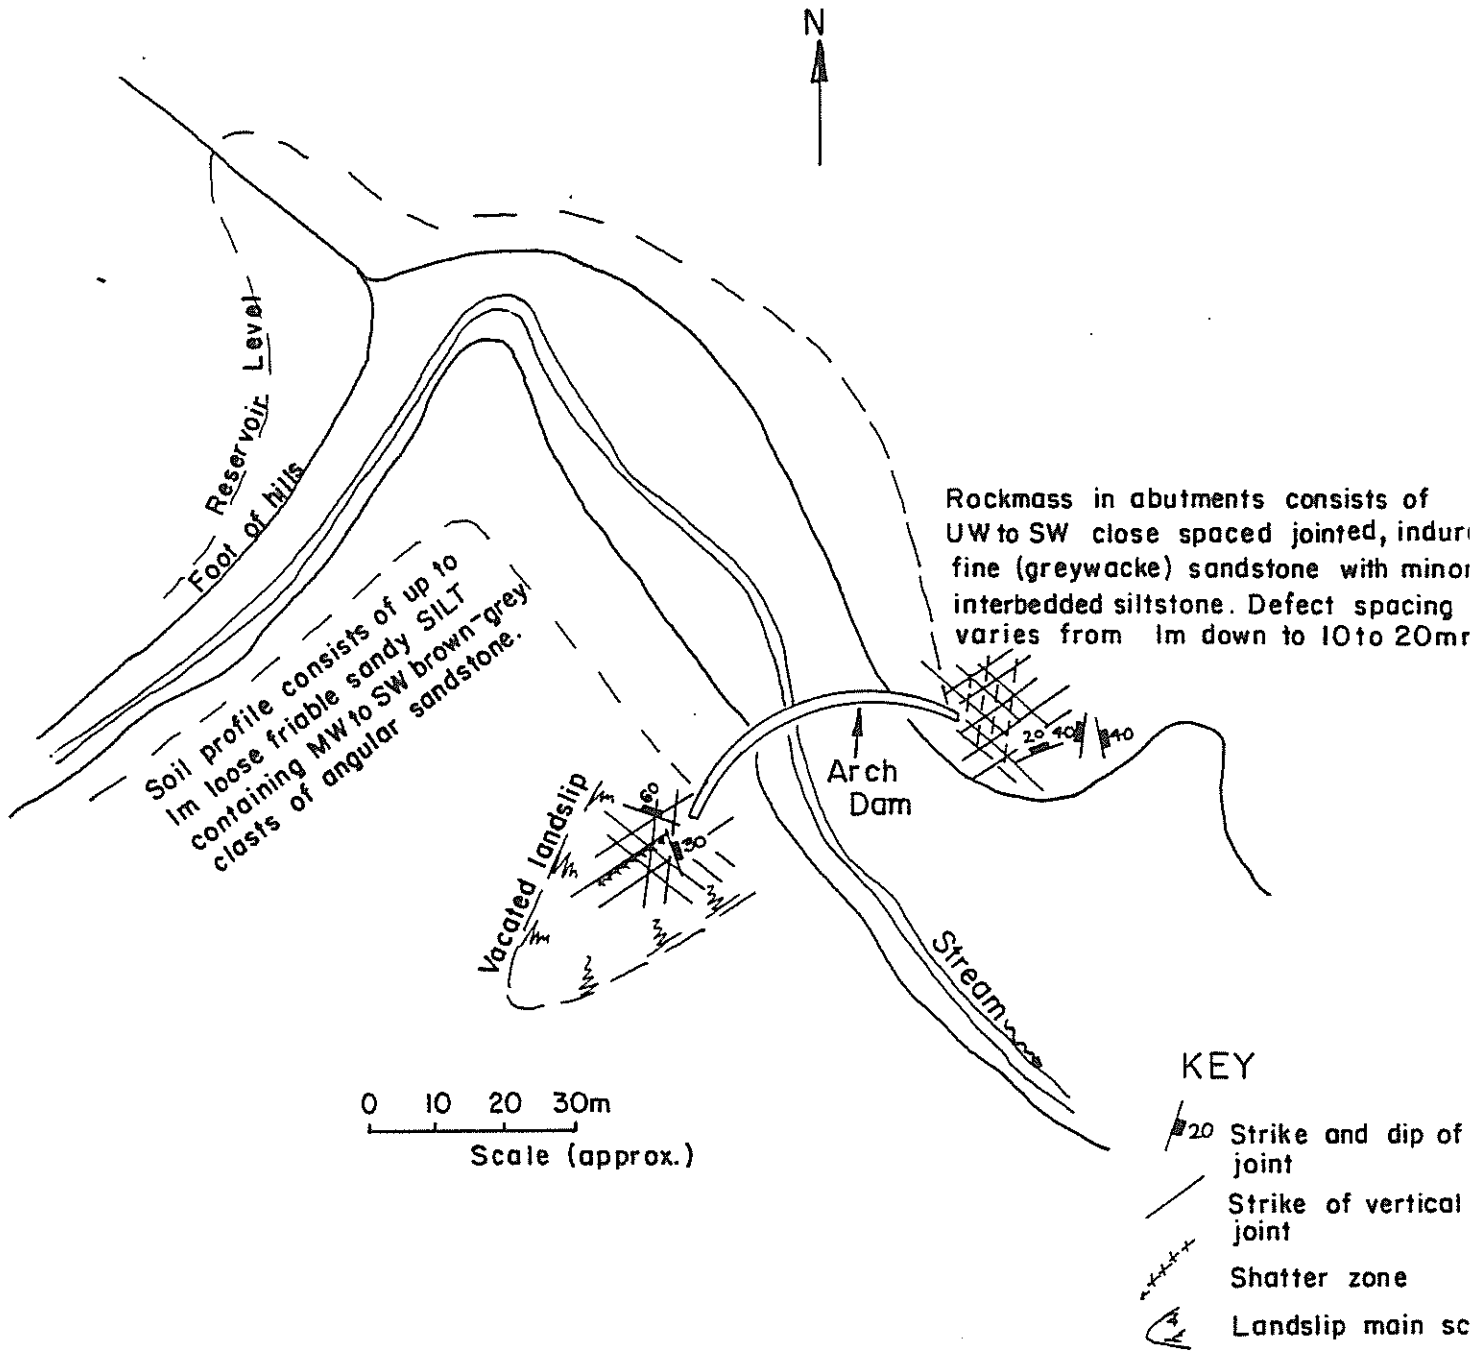 N
Reservoir Level
Foot of hills
Rockmass in abutments consists of
UW to SW close spaced jointed, indur
fine (greywacke) sandstone with minor
interbedded siltstone. Defect spacing
varies from 1m down to 10 to 20mm
Soil profile consists of up to
1m loose friable sandy SILT
containing MW to SW brown-grey
clasts of angular sandstone.
20 40 40
Arch
Dam
60
30
Vacated landslip
Stream
0 10 20 30m
Scale (approx.)
KEY
20 Strike and dip of
joint
Strike of vertical
joint
Shatter zone
Landslip main sc